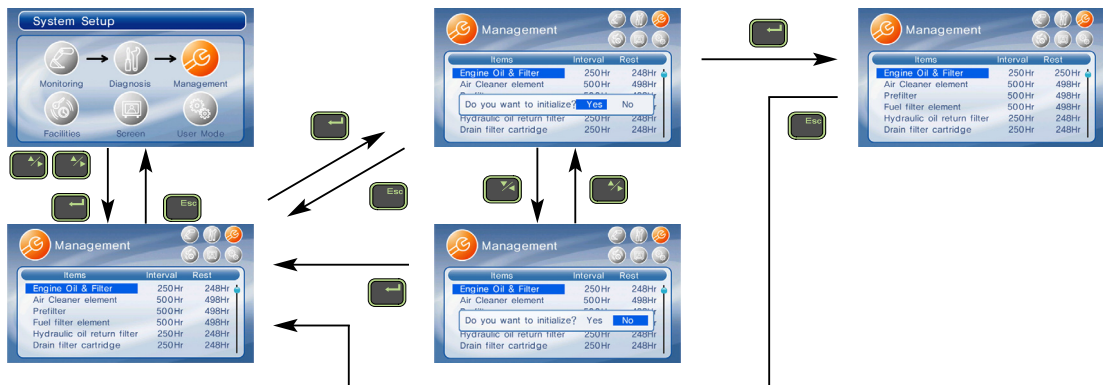 System Setup
Monitoring
Diagnosis
Management
Facilities
Screen
User Mode
Management
Items Interval Rest
Engine Oil & Filter 250Hr 248Hr
Air Cleaner element 500Hr 498Hr
Do you want to initialize? Yes No
Hydraulic oil return filter 250Hr 248Hr
Drain filter cartridge 250Hr 248Hr
Management
Items Interval Rest
Engine Oil & Filter 250Hr 250Hr
Air Cleaner element 500Hr 498Hr
Prefilter 500Hr 498Hr
Fuel filter element 500Hr 498Hr
Hydraulic oil return filter 250Hr 248Hr
Drain filter cartridge 250Hr 248Hr
Esc
Esc
Esc
Management
Items Interval Rest
Engine Oil & Filter 250Hr 248Hr
Air Cleaner element 500Hr 498Hr
Prefilter 500Hr 498Hr
Fuel filter element 500Hr 498Hr
Hydraulic oil return filter 250Hr 248Hr
Drain filter cartridge 250Hr 248Hr
Management
Items Interval Rest
Engine Oil & Filter 250Hr 248Hr
Air Cleaner element 500Hr 498Hr
Do you want to initialize? Yes No
Hydraulic oil return filter 250Hr 248Hr
Drain filter cartridge 250Hr 248Hr